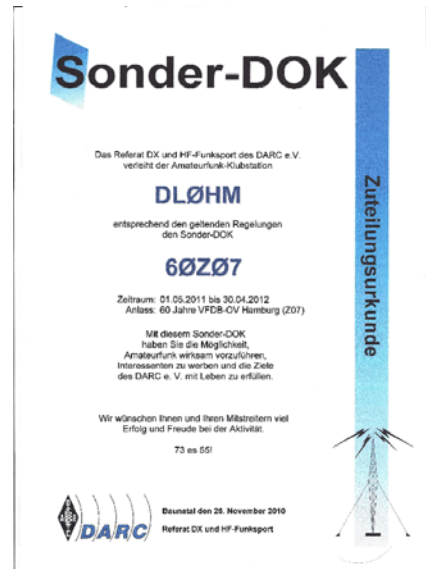 Sonder-DOK
Das Referat DX und HF-Funksport des DARC e.V.
verleiht der Amateurfunk-Klubstation
DLØHM
entsprechend den geltenden Regelungen
den Sonder-DOK
6ØZØ7
Zeitraum: 01.05.2011 bis 30.04.2012
Anlass: 60 Jahre VFDB-OV Hamburg (Z07)
Mit diesem Sonder-DOK
haben Sie die Möglichkeit,
Amateurfunk wirksam vorzuführen,
Interessenten zu werben und die Ziele
des DARC e. V. mit Leben zu erfüllen.
Wir wünschen Ihnen und Ihren Mitstreitern viel
Erfolg und Freude bei der Aktivität.
73 es 55!
Zuteilungsurkunde
DARC
Baunatal den 26. November 2010
Referat DX und HF-Funksport